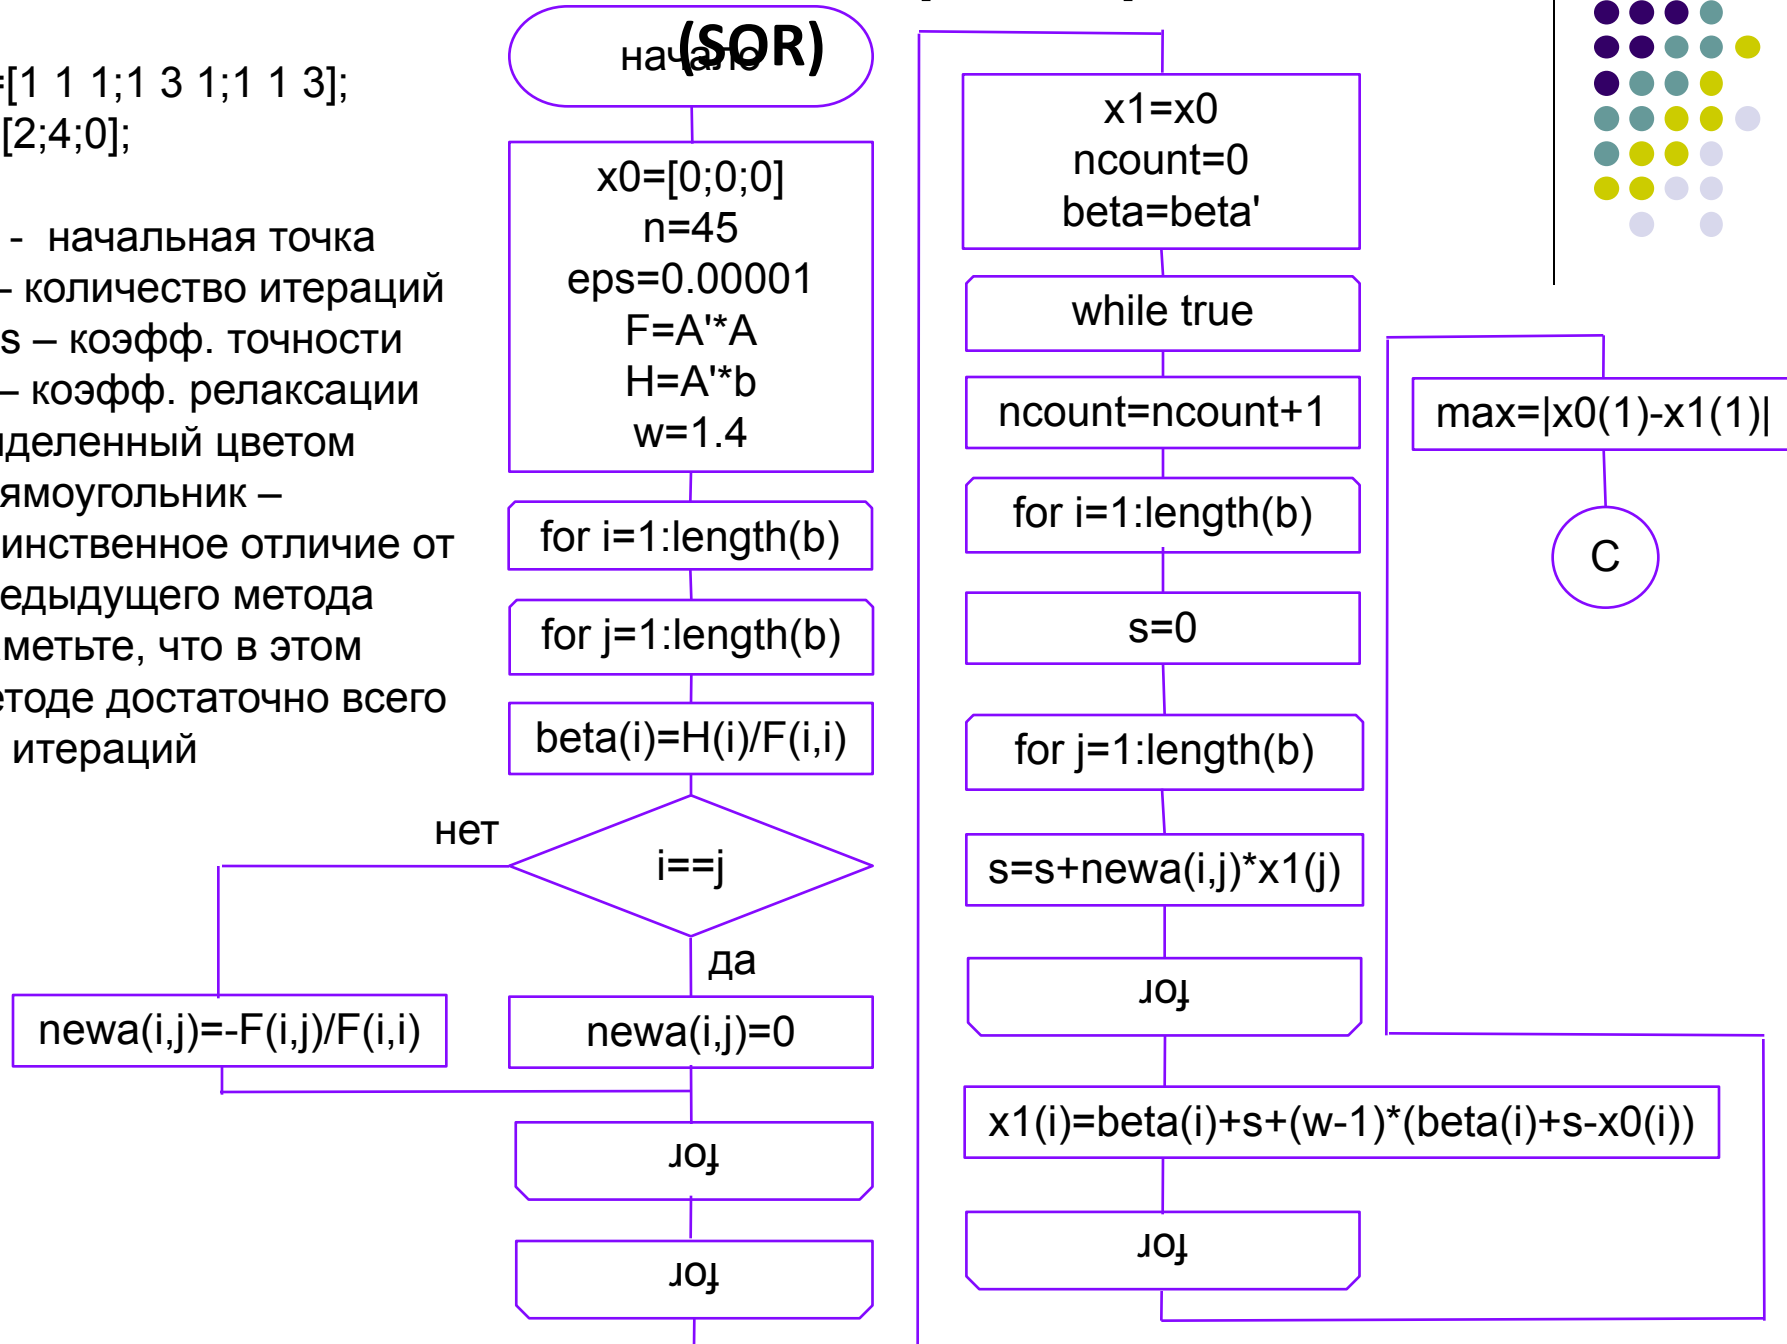 (SOR)
=[1 1 1;1 3 1;1 1 3];
[2;4;0];
- начальная точка
– количество итераций
s – коэфф. точности
– коэфф. релаксации
деленный цветом
ямоугольник –
инственное отличие от
едыдущего метода
метьте, что в этом
тоде достаточно всего
итераций
начало
x0=[0;0;0]
n=45
eps=0.00001
F=A'*A
H=A'*b
w=1.4
for i=1:length(b)
for j=1:length(b)
beta(i)=H(i)/F(i,i)
i==j
нет
да
newa(i,j)=-F(i,j)/F(i,i)
newa(i,j)=0
for
for
x1=x0
ncount=0
beta=beta'
while true
ncount=ncount+1
for i=1:length(b)
s=0
for j=1:length(b)
s=s+newa(i,j)*x1(j)
for
x1(i)=beta(i)+s+(w-1)*(beta(i)+s-x0(i))
for
max=|x0(1)-x1(1)|
C